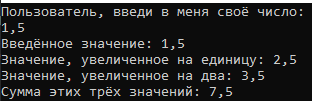 Пользователь, введи в меня своё число:
1,5
Введённое значение: 1,5
Значение, увеличенное на единицу: 2,5
Значение, увеличенное на два: 3,5
Сумма этих трёх значений: 7,5